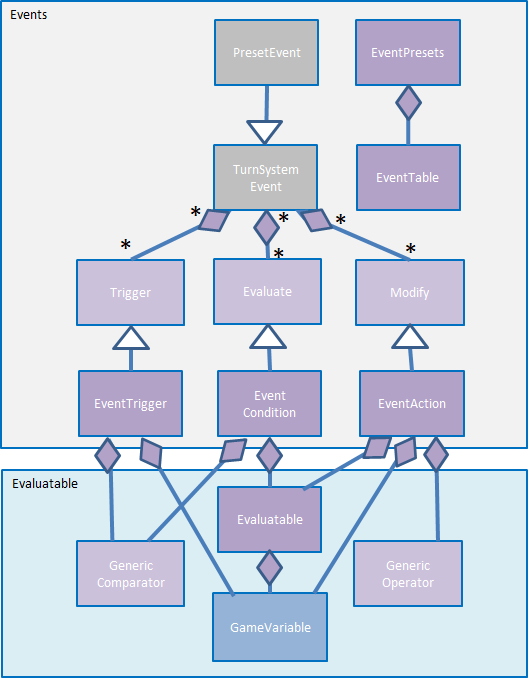 Events
PresetEvent
EventPresets
TurnSystem
Event
EventTable
*
*
*
*
*
*
Trigger
Evaluate
Modify
EventTrigger
Event
Condition
EventAction
Evaluatable
Evaluatable
Generic
Comparator
Generic
Operator
GameVariable